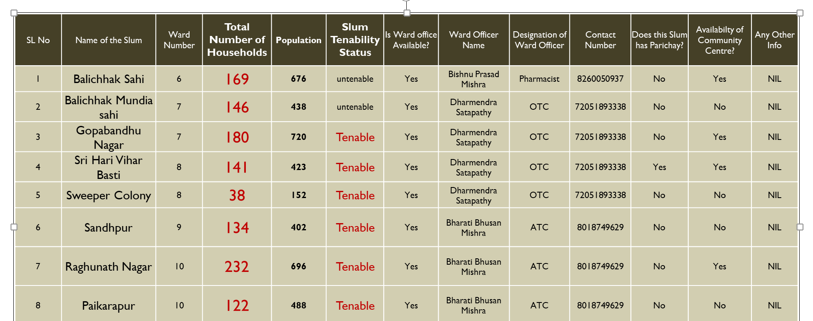 SL No | Name of the Slum | Ward Number | Total Number of Households | Population | Slum Tenability Status | Is Ward office Available? | Ward Officer Name | Designation of Ward Officer | Contact Number | Does this Slum has Parichay? | Availabilty of Community Centre? | Any Other Info
1 | Balichhak Sahi | 6 | 169 | 676 | untenable | Yes | Bishnu Prasad Mishra | Pharmacist | 8260050937 | No | Yes | NIL
2 | Balichhak Mundia sahi | 7 | 146 | 438 | untenable | Yes | Dharmendra Satapathy | OTC | 72051893338 | No | No | NIL
3 | Gopabandhu Nagar | 7 | 180 | 720 | Tenable | Yes | Dharmendra Satapathy | OTC | 72051893338 | No | Yes | NIL
4 | Sri Hari Vihar Basti | 8 | 141 | 423 | Tenable | Yes | Dharmendra Satapathy | OTC | 72051893338 | Yes | Yes | NIL
5 | Sweeper Colony | 8 | 38 | 152 | Tenable | Yes | Dharmendra Satapathy | OTC | 72051893338 | No | No | NIL
6 | Sandhpur | 9 | 134 | 402 | Tenable | Yes | Bharati Bhusan Mishra | ATC | 8018749629 | No | No | NIL
7 | Raghunath Nagar | 10 | 232 | 696 | Tenable | Yes | Bharati Bhusan Mishra | ATC | 8018749629 | No | Yes | NIL
8 | Paikarapur | 10 | 122 | 488 | Tenable | Yes | Bharati Bhusan Mishra | ATC | 8018749629 | No | No | NIL